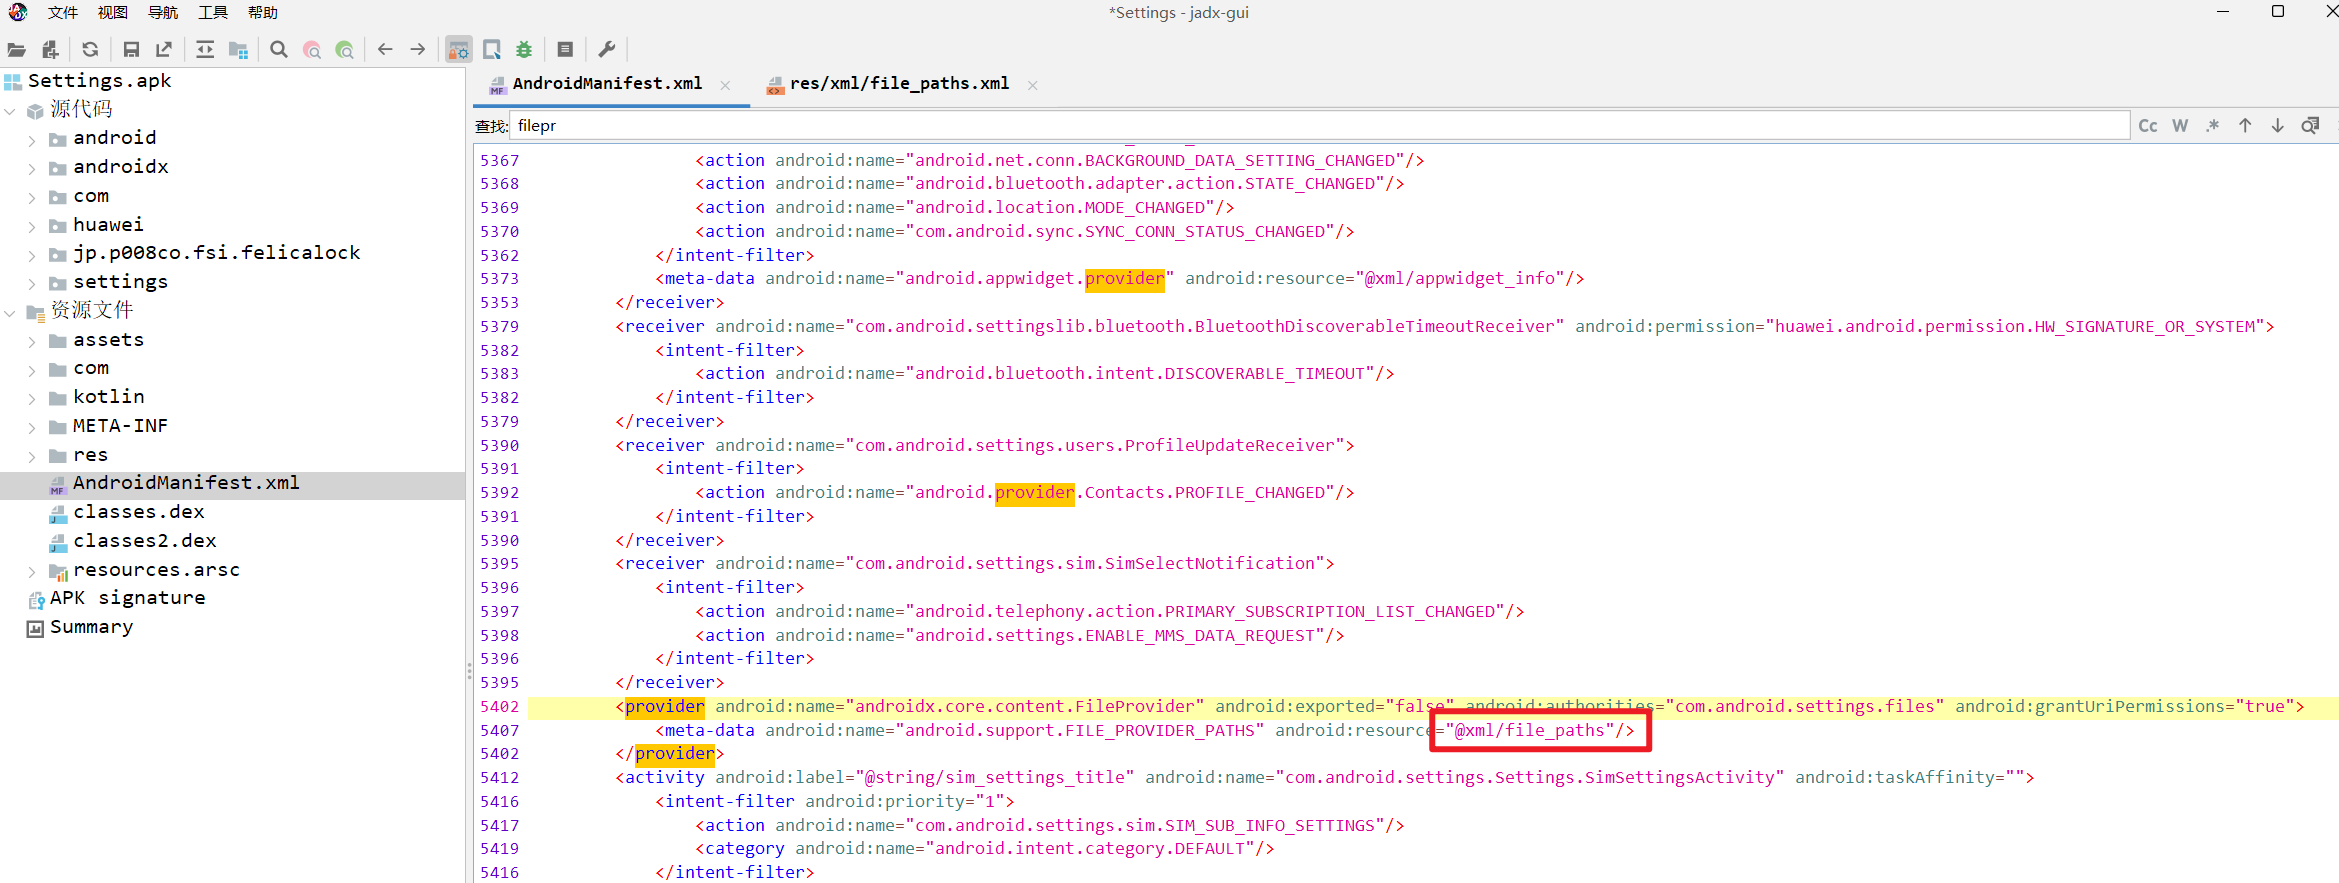 文件 视图 导航 工具 帮助
*Settings - jadx-gui
Settings.apk
源代码
android
androidx
com
huawei
jp.p008co.fsi.felicalock
settings
资源文件
assets
com
kotlin
META-INF
res
AndroidManifest.xml
classes.dex
classes2.dex
resources.arsc
APK signature
Summary
AndroidManifest.xml res/xml/file_paths.xml
查找: filepr Cc W .*
5367 <action android:name="android.net.conn.BACKGROUND_DATA_SETTING_CHANGED"/>
5368 <action android:name="android.bluetooth.adapter.action.STATE_CHANGED"/>
5369 <action android:name="android.location.MODE_CHANGED"/>
5370 <action android:name="com.android.sync.SYNC_CONN_STATUS_CHANGED"/>
5362 </intent-filter>
5373 <meta-data android:name="android.appwidget.provider" android:resource="@xml/appwidget_info"/>
5353 </receiver>
5379 <receiver android:name="com.android.settingslib.bluetooth.BluetoothDiscoverableTimeoutReceiver" android:permission="huawei.android.permission.HW_SIGNATURE_OR_SYSTEM">
5382 <intent-filter>
5383 <action android:name="android.bluetooth.intent.DISCOVERABLE_TIMEOUT"/>
5382 </intent-filter>
5379 </receiver>
5390 <receiver android:name="com.android.settings.users.ProfileUpdateReceiver">
5391 <intent-filter>
5392 <action android:name="android.provider.Contacts.PROFILE_CHANGED"/>
5391 </intent-filter>
5390 </receiver>
5395 <receiver android:name="com.android.settings.sim.SimSelectNotification">
5396 <intent-filter>
5397 <action android:name="android.telephony.action.PRIMARY_SUBSCRIPTION_LIST_CHANGED"/>
5398 <action android:name="android.settings.ENABLE_MMS_DATA_REQUEST"/>
5396 </intent-filter>
5395 </receiver>
5402 <provider android:name="androidx.core.content.FileProvider" android:exported="false" android:authorities="com.android.settings.files" android:grantUriPermissions="true">
5407 <meta-data android:name="android.support.FILE_PROVIDER_PATHS" android:resource="@xml/file_paths"/>
5402 </provider>
5412 <activity android:label="@string/sim_settings_title" android:name="com.android.settings.Settings.SimSettingsActivity" android:taskAffinity="">
5416 <intent-filter android:priority="1">
5417 <action android:name="com.android.settings.sim.SIM_SUB_INFO_SETTINGS"/>
5419 <category android:name="android.intent.category.DEFAULT"/>
5416 </intent-filter>